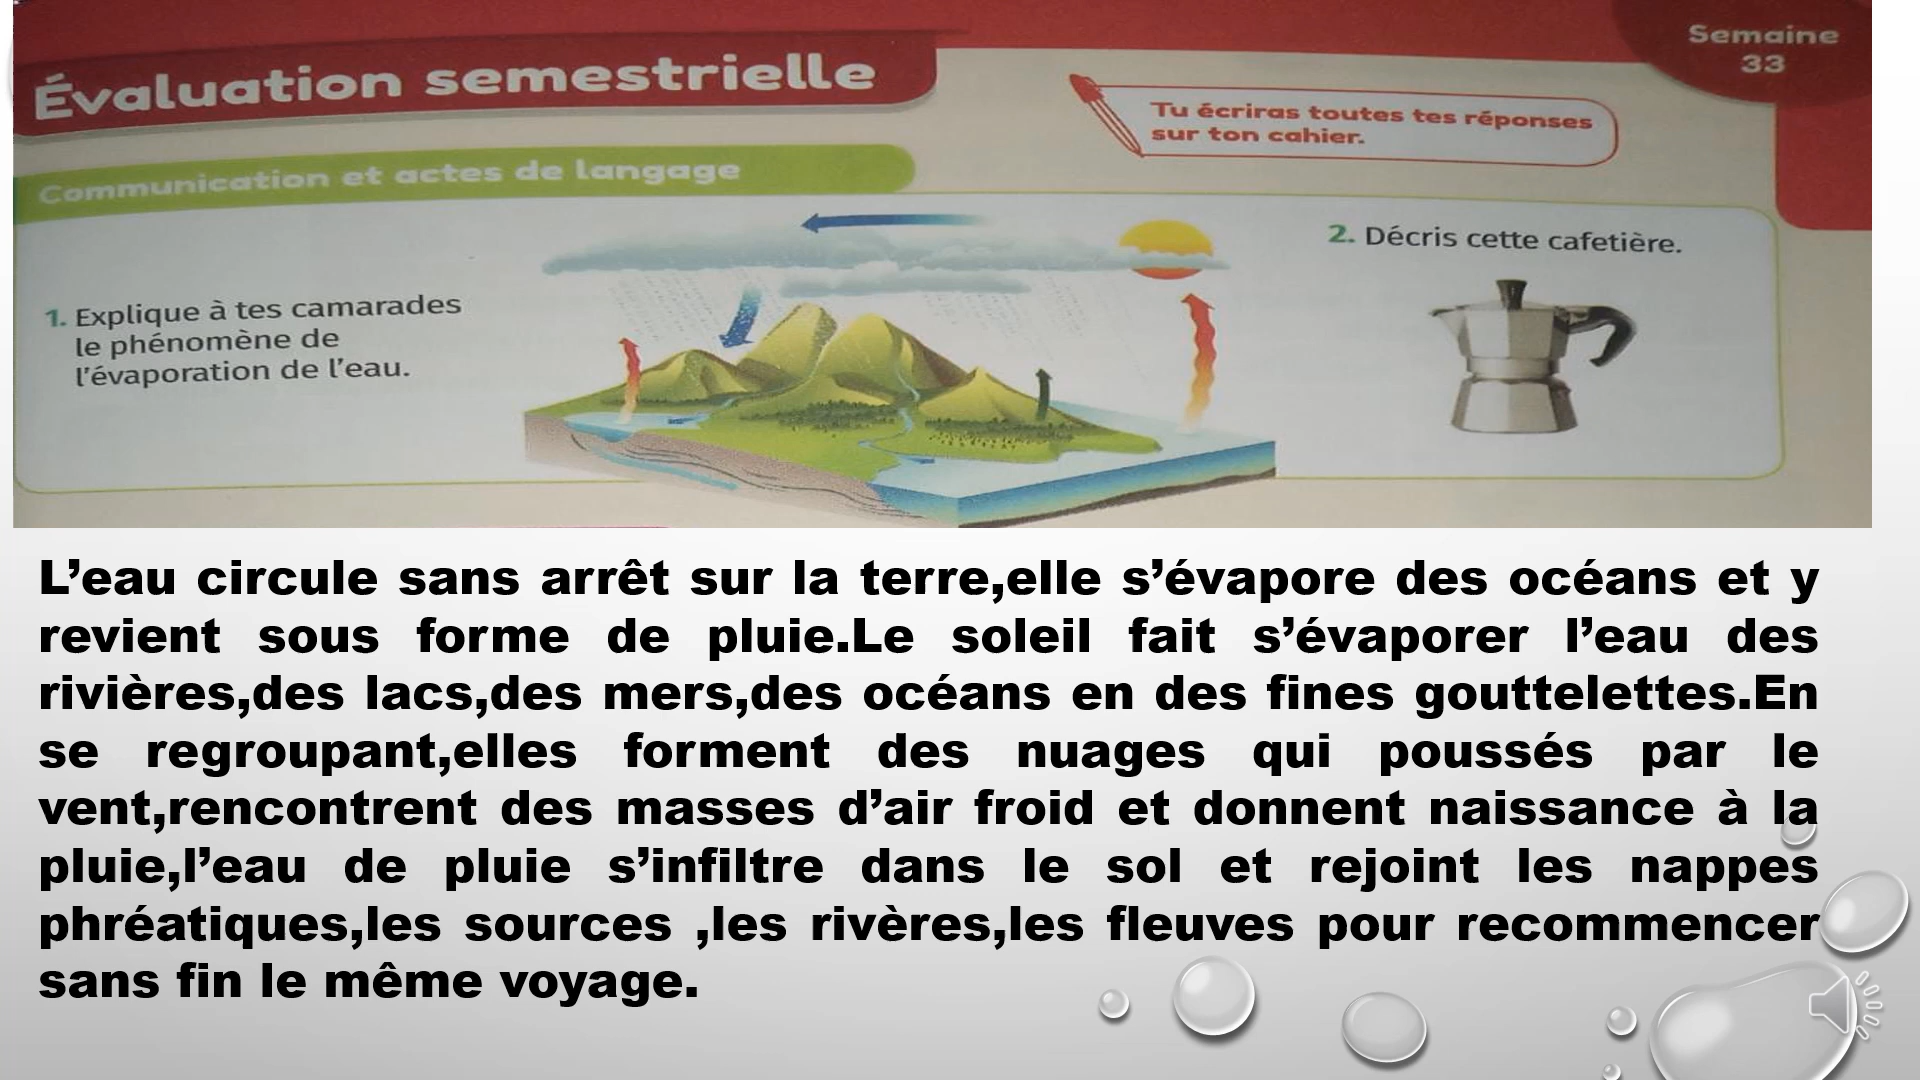 Semaine
33
Évaluation semestrielle
Tu écriras toutes tes réponses
sur ton cahier.
Communication et actes de langage
1. Explique à tes camarades
le phénomène de
l'évaporation de l'eau.
2. Décris cette cafetière.
L’eau circule sans arrêt sur la terre,elle s’évapore des océans et y
revient sous forme de pluie.Le soleil fait s’évaporer l’eau des
rivières,des lacs,des mers,des océans en des fines gouttelettes.En
se regroupant,elles forment des nuages qui poussés par le
vent,rencontrent des masses d’air froid et donnent naissance à la
pluie,l’eau de pluie s’infiltre dans le sol et rejoint les nappes
phréatiques,les sources ,les rivères,les fleuves pour recommencer
sans fin le même voyage.